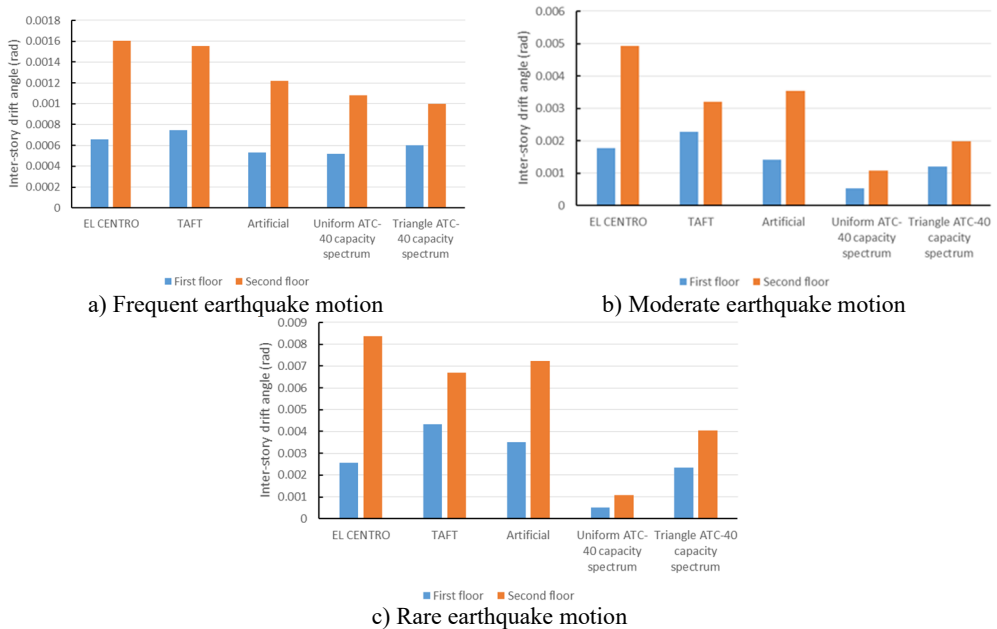 Inter-story drift angle (rad)
0.0018
0.0016
0.0014
0.0012
0.001
0.0008
0.0006
0.0004
0.0002
0
EL CENTRO
TAFT
Artificial
Uniform ATC-
40 capacity
spectrum
Triangle ATC-
40 capacity
spectrum
First floor
Second floor
a) Frequent earthquake motion
Inter-story drift angle (rad)
0.006
0.005
0.004
0.003
0.002
0.001
0
EL CENTRO
TAFT
Artificial
Uniform ATC-
40 capacity
spectrum
Triangle ATC-40
capacity
spectrum
First floor
Second floor
b) Moderate earthquake motion
Inter-story drift angle (rad)
0.009
0.008
0.007
0.006
0.005
0.004
0.003
0.002
0.001
0
EL CENTRO
TAFT
Artificial
Uniform ATC-
40 capacity
spectrum
Triangle ATC-40
capacity
spectrum
First floor
Second floor
c) Rare earthquake motion